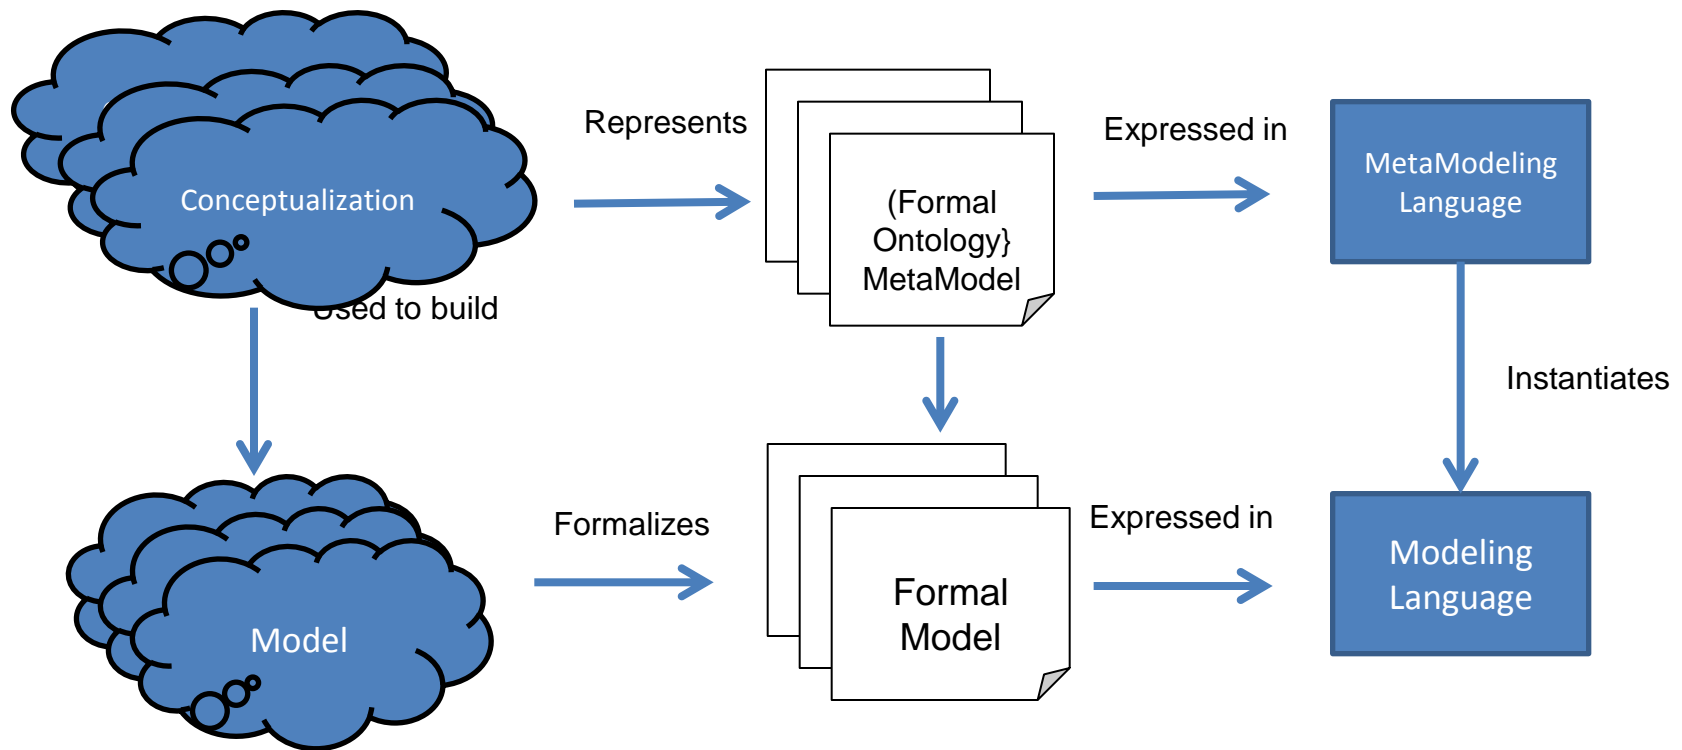 Represents
Expressed in
Conceptualization
(Formal
Ontology}
MetaModel
MetaModeling
Language
Used to build
Instantiates
Formalizes
Expressed in
Model
Formal
Model
Modeling
Language